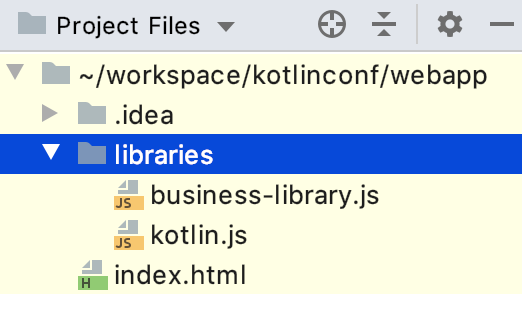 Project Files
~/workspace/kotlinconf/webapp
.idea
libraries
JS business-library.js
JS kotlin.js
H index.html